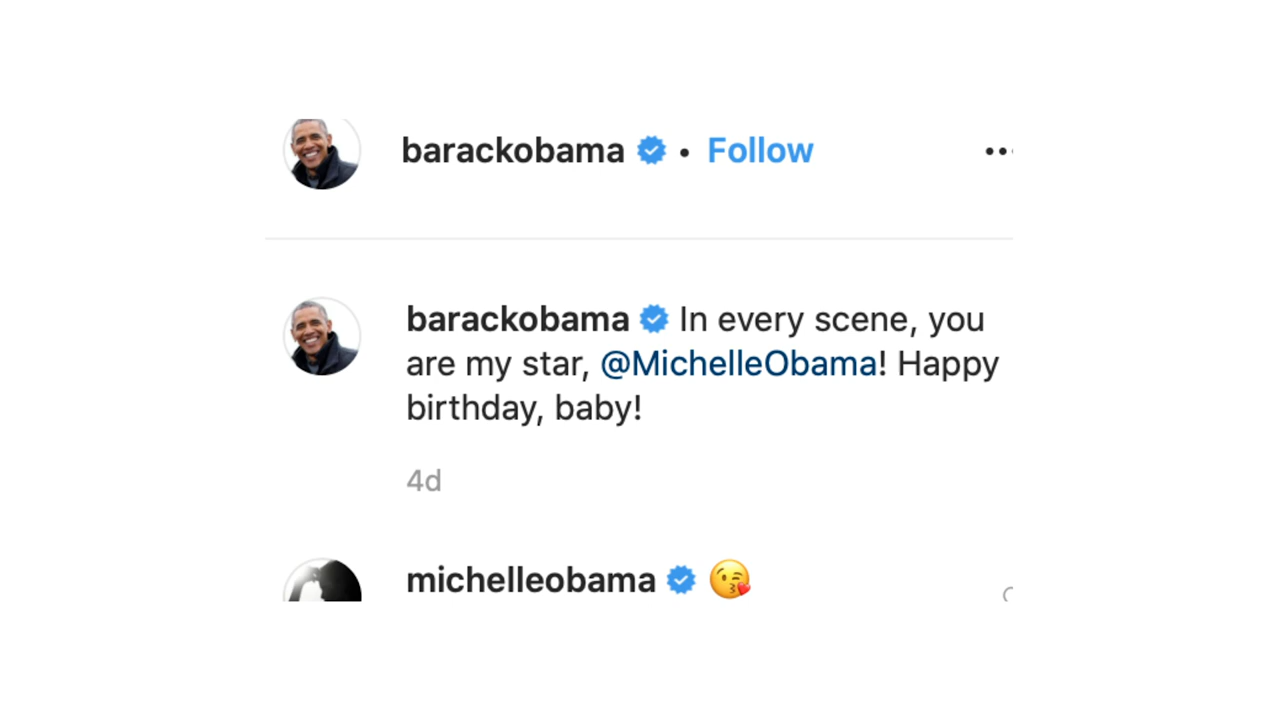 barackobama • Follow
barackobama In every scene, you
are my star, @MichelleObama! Happy
birthday, baby!
4d
michelleobama 😘